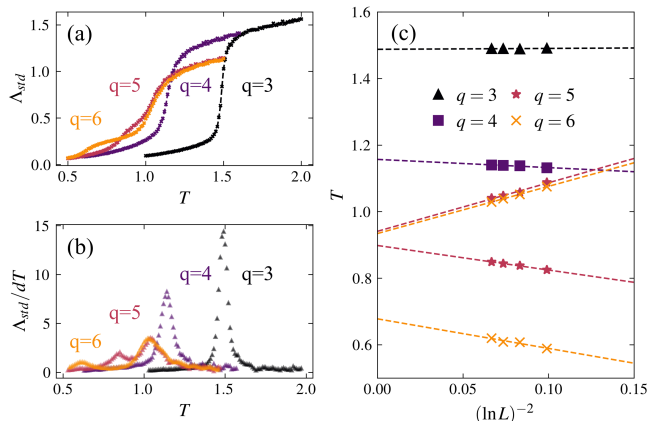 (a)
Λstd
1.5
1.0
0.5
0.0
q=6
q=5
q=4
q=3
0.5 1.0 1.5 2.0
T
(b)
Λstd/dT
15
10
5
0
q=6
q=5
q=4
q=3
0.5 1.0 1.5 2.0
T
(c)
T
1.6
1.4
1.2
1.0
0.8
0.6
q = 3 q = 5
q = 4 q = 6
0.00 0.05 0.10 0.15
(ln L)⁻²